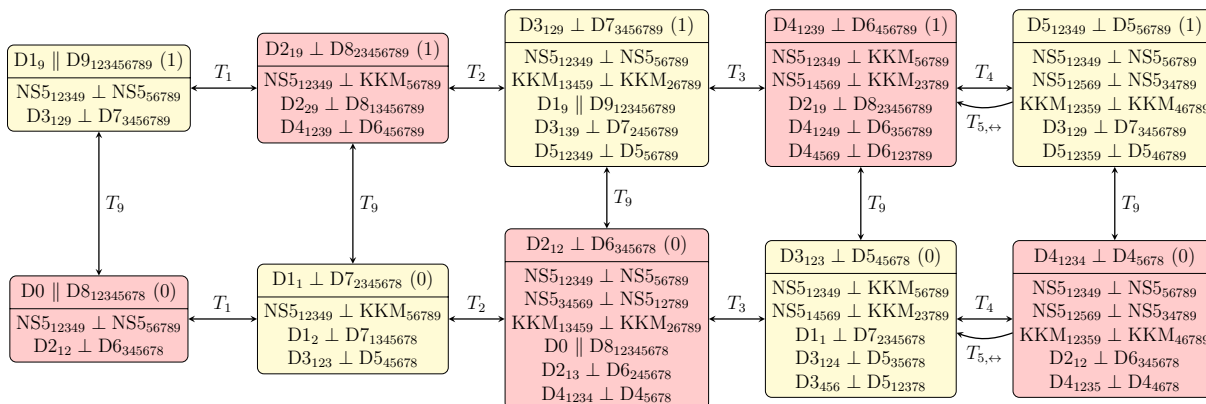 D1₉ ∥ D9₁₂₃₄₅₆₇₈₉ (1)
NS5₁₂₃₄₉ ⊥ NS5₅₆₇₈₉
D3₁₂₉ ⊥ D7₃₄₅₆₇₈₉
T₁
D2₁₉ ⊥ D8₂₃₄₅₆₇₈₉ (1)
NS5₁₂₃₄₉ ⊥ KKM₅₆₇₈₉
D2₂₉ ⊥ D8₁₃₄₅₆₇₈₉
D4₁₂₃₉ ⊥ D6₄₅₆₇₈₉
T₂
D3₁₂₉ ⊥ D7₃₄₅₆₇₈₉ (1)
NS5₁₂₃₄₉ ⊥ NS5₅₆₇₈₉
KKM₁₃₄₅₉ ⊥ KKM₂₆₇₈₉
D1₉ ∥ D9₁₂₃₄₅₆₇₈₉
D3₁₃₉ ⊥ D7₂₄₅₆₇₈₉
D5₁₂₃₄₉ ⊥ D5₅₆₇₈₉
T₃
D4₁₂₃₉ ⊥ D6₄₅₆₇₈₉ (1)
NS5₁₂₃₄₉ ⊥ KKM₅₆₇₈₉
NS5₁₄₅₆₉ ⊥ KKM₂₃₇₈₉
D2₁₉ ⊥ D8₂₃₄₅₆₇₈₉
D4₁₂₄₉ ⊥ D6₃₅₆₇₈₉
D4₄₅₆₉ ⊥ D6₁₂₃₇₈₉
T₄
T₅,↔
D5₁₂₃₄₉ ⊥ D5₅₆₇₈₉ (1)
NS5₁₂₃₄₉ ⊥ NS5₅₆₇₈₉
NS5₁₂₅₆₉ ⊥ NS5₃₄₇₈₉
KKM₁₂₃₅₉ ⊥ KKM₄₆₇₈₉
D3₁₂₉ ⊥ D7₃₄₅₆₇₈₉
D5₁₂₃₅₉ ⊥ D5₄₆₇₈₉
T₉
T₉
T₉
T₉
T₉
D0 ∥ D8₁₂₃₄₅₆₇₈ (0)
NS5₁₂₃₄₉ ⊥ NS5₅₆₇₈₉
D2₁₂ ⊥ D6₃₄₅₆₇₈
T₁
D1₁ ⊥ D7₂₃₄₅₆₇₈ (0)
NS5₁₂₃₄₉ ⊥ KKM₅₆₇₈₉
D1₂ ⊥ D7₁₃₄₅₆₇₈
D3₁₂₃ ⊥ D5₄₅₆₇₈
T₂
D2₁₂ ⊥ D6₃₄₅₆₇₈ (0)
NS5₁₂₃₄₉ ⊥ NS5₅₆₇₈₉
NS5₃₄₅₆₉ ⊥ NS5₁₂₇₈₉
KKM₁₃₄₅₉ ⊥ KKM₂₆₇₈₉
D0 ∥ D8₁₂₃₄₅₆₇₈
D2₁₃ ⊥ D6₂₄₅₆₇₈
D4₁₂₃₄ ⊥ D4₅₆₇₈
T₃
D3₁₂₃ ⊥ D5₄₅₆₇₈ (0)
NS5₁₂₃₄₉ ⊥ KKM₅₆₇₈₉
NS5₁₄₅₆₉ ⊥ KKM₂₃₇₈₉
D1₁ ⊥ D7₂₃₄₅₆₇₈
D3₁₂₄ ⊥ D5₃₅₆₇₈
D3₄₅₆ ⊥ D5₁₂₃₇₈
T₄
T₅,↔
D4₁₂₃₄ ⊥ D4₅₆₇₈ (0)
NS5₁₂₃₄₉ ⊥ NS5₅₆₇₈₉
NS5₁₂₅₆₉ ⊥ NS5₃₄₇₈₉
KKM₁₂₃₅₉ ⊥ KKM₄₆₇₈₉
D2₁₂ ⊥ D6₃₄₅₆₇₈
D4₁₂₃₅ ⊥ D4₄₆₇₈